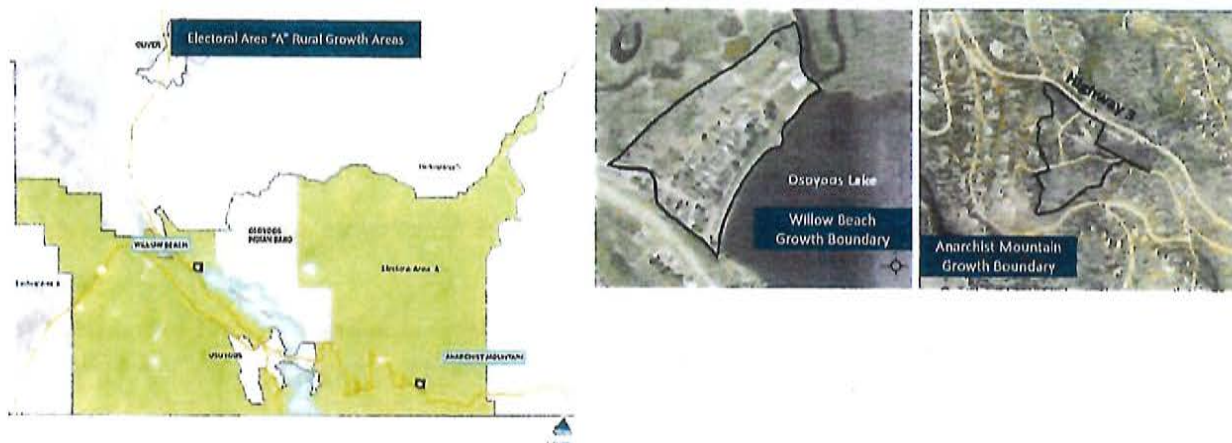 OLIVER
Electoral Area "A" Rural Growth Areas
WILLOW BEACH
OSOYOOS
INDIAN BAND
Electoral Area A
OSOYOOS
ANARCHIST MOUNTAIN
Osoyoos Lake
Willow Beach
Growth Boundary
Highway 3
Anarchist Mountain
Growth Boundary